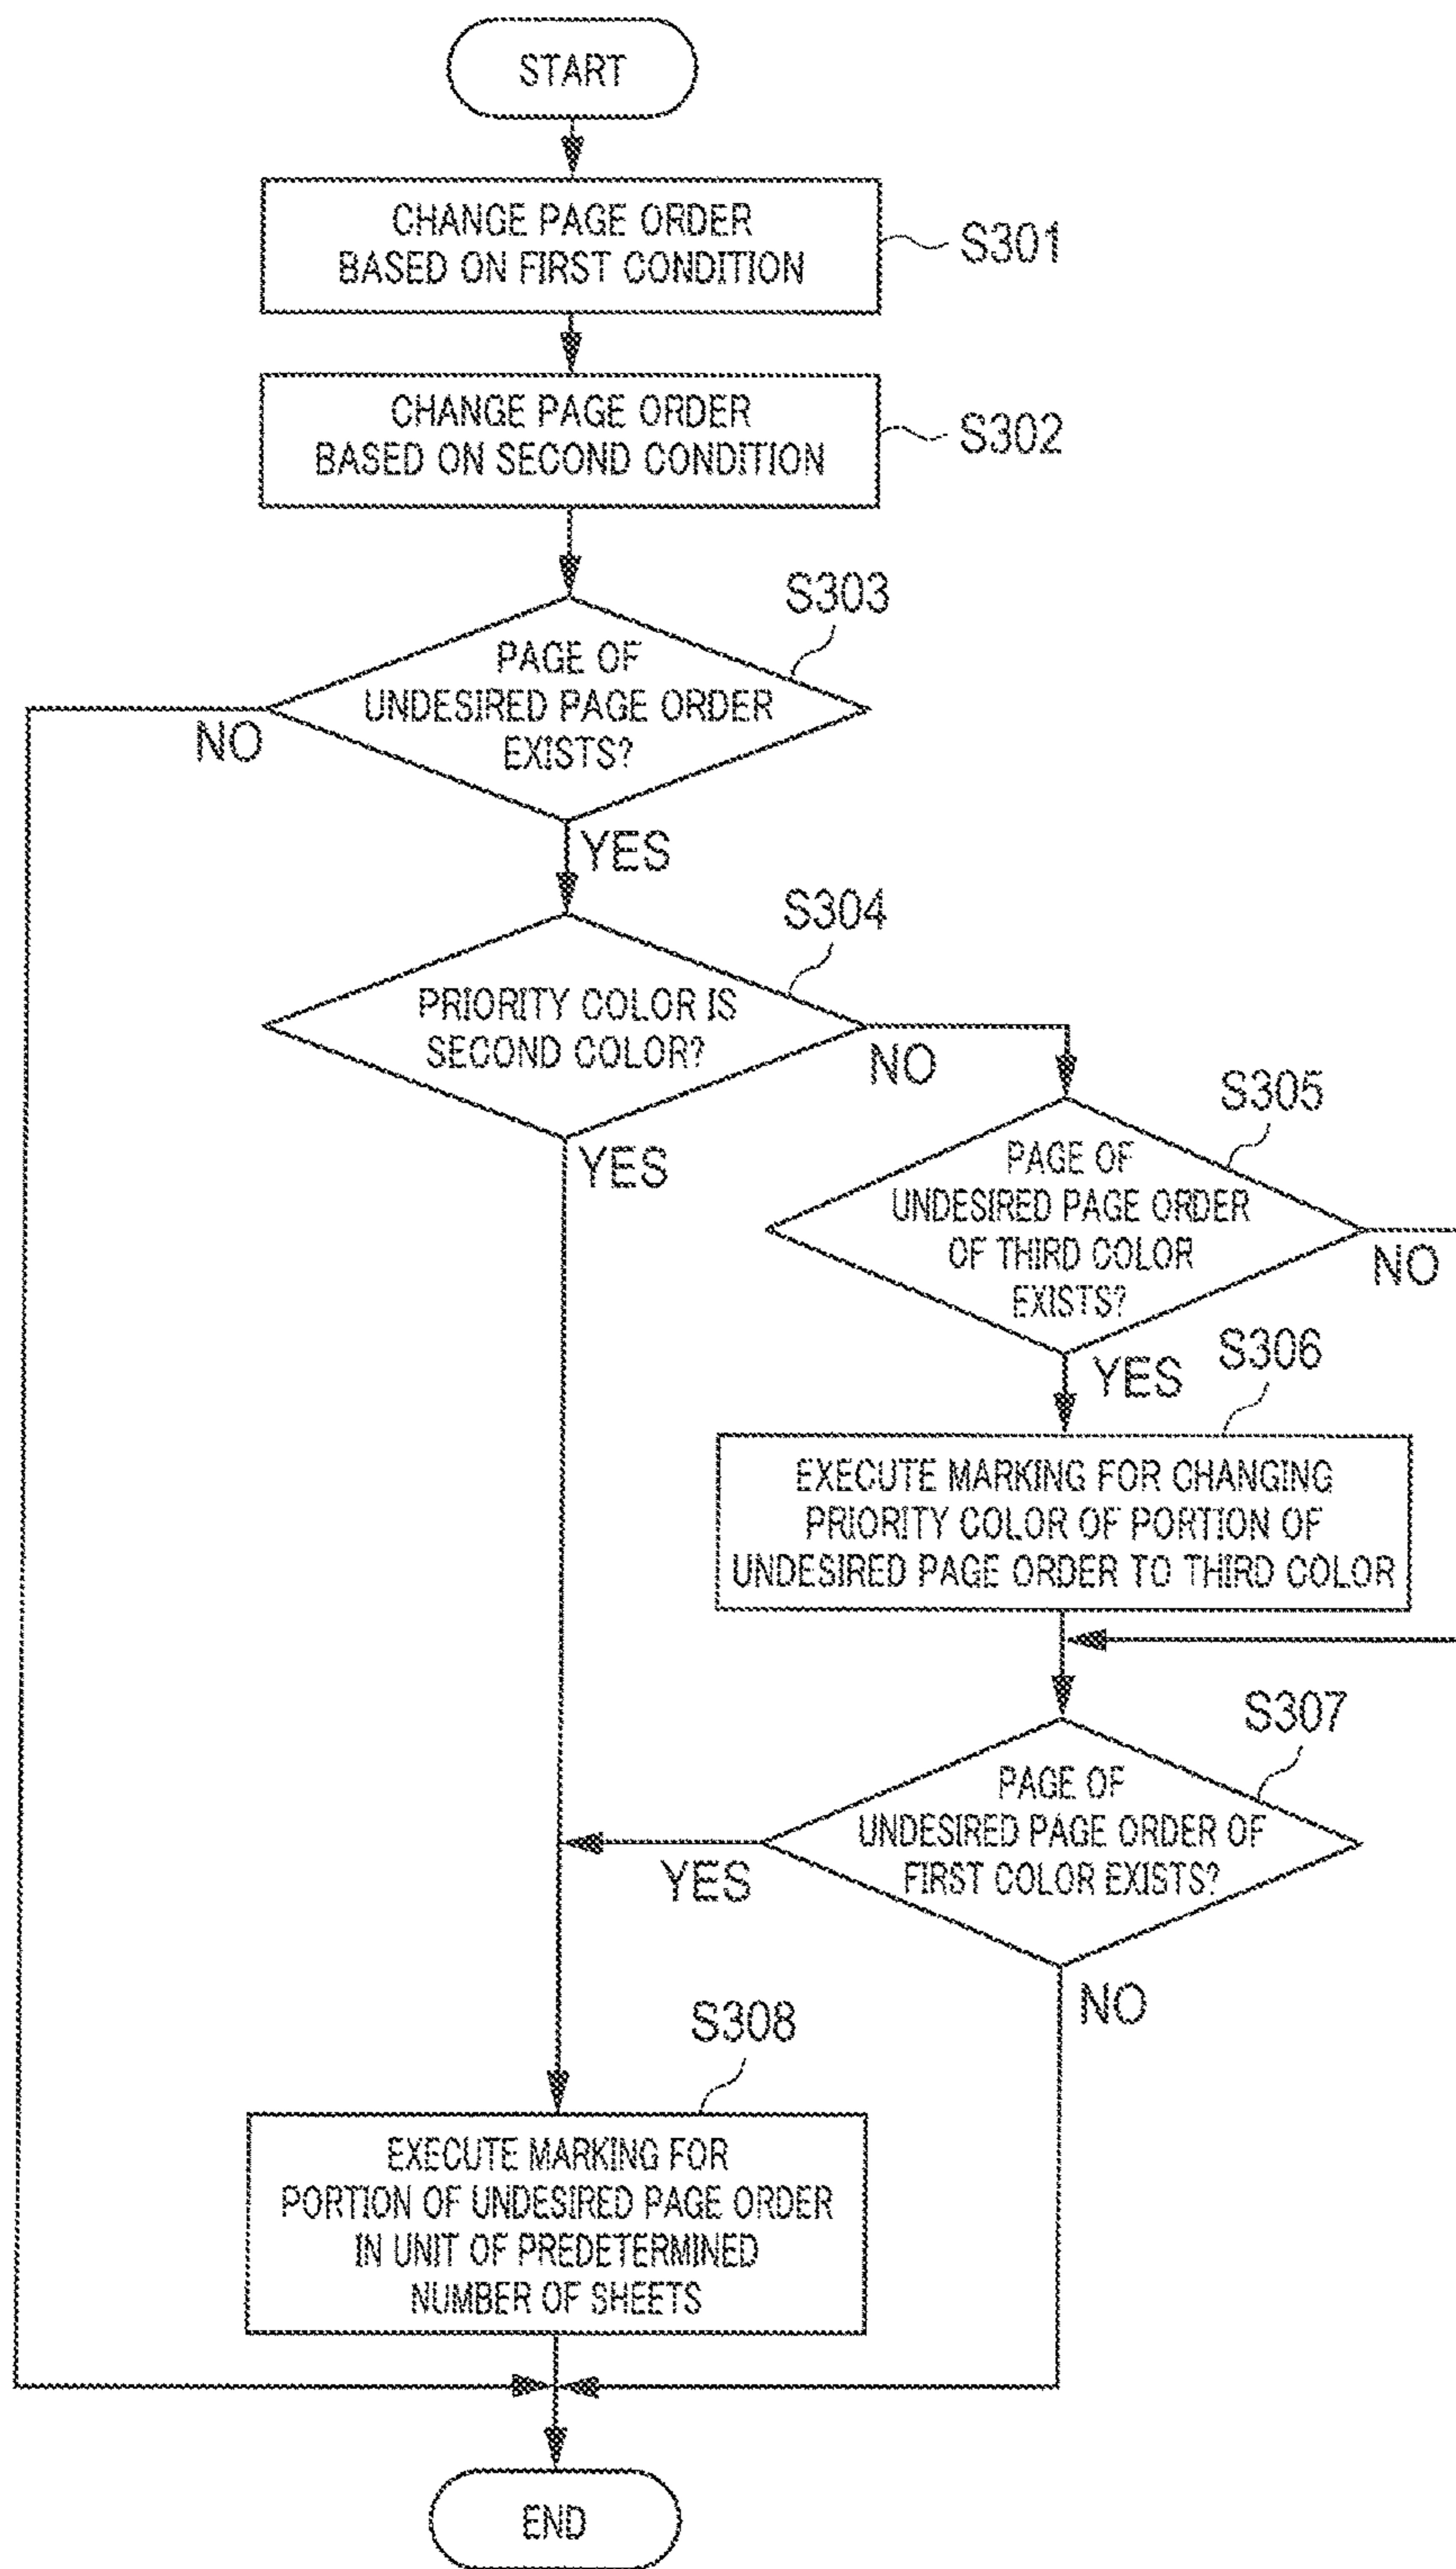 START
CHANGE PAGE ORDER
BASED ON FIRST CONDITION
S301
CHANGE PAGE ORDER
BASED ON SECOND CONDITION
S302
S303
PAGE OF
UNDESIRED PAGE ORDER
EXISTS?
NO
YES
S304
PRIORITY COLOR IS
SECOND COLOR?
NO
YES
S305
PAGE OF
UNDESIRED PAGE ORDER
OF THIRD COLOR
EXISTS?
NO
YES
S306
EXECUTE MARKING FOR CHANGING
PRIORITY COLOR OF PORTION OF
UNDESIRED PAGE ORDER TO THIRD COLOR
S307
PAGE OF
UNDESIRED PAGE ORDER OF
FIRST COLOR EXISTS?
YES
NO
S308
EXECUTE MARKING FOR
PORTION OF UNDESIRED PAGE ORDER
IN UNIT OF PREDETERMINED
NUMBER OF SHEETS
END